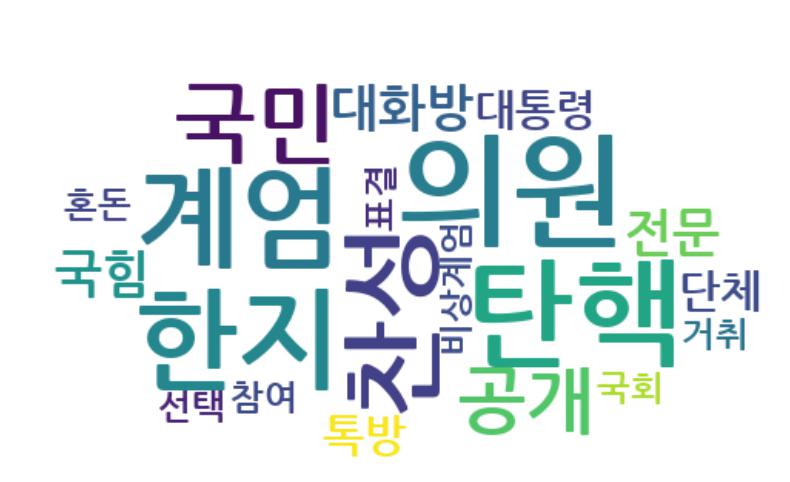 국민 대화방 대통령
혼돈 계엄 표결 의원 전문
국힘 찬성 비상계엄 탄핵 단체
한지 거취
선택 참여 공개 국회
톡방